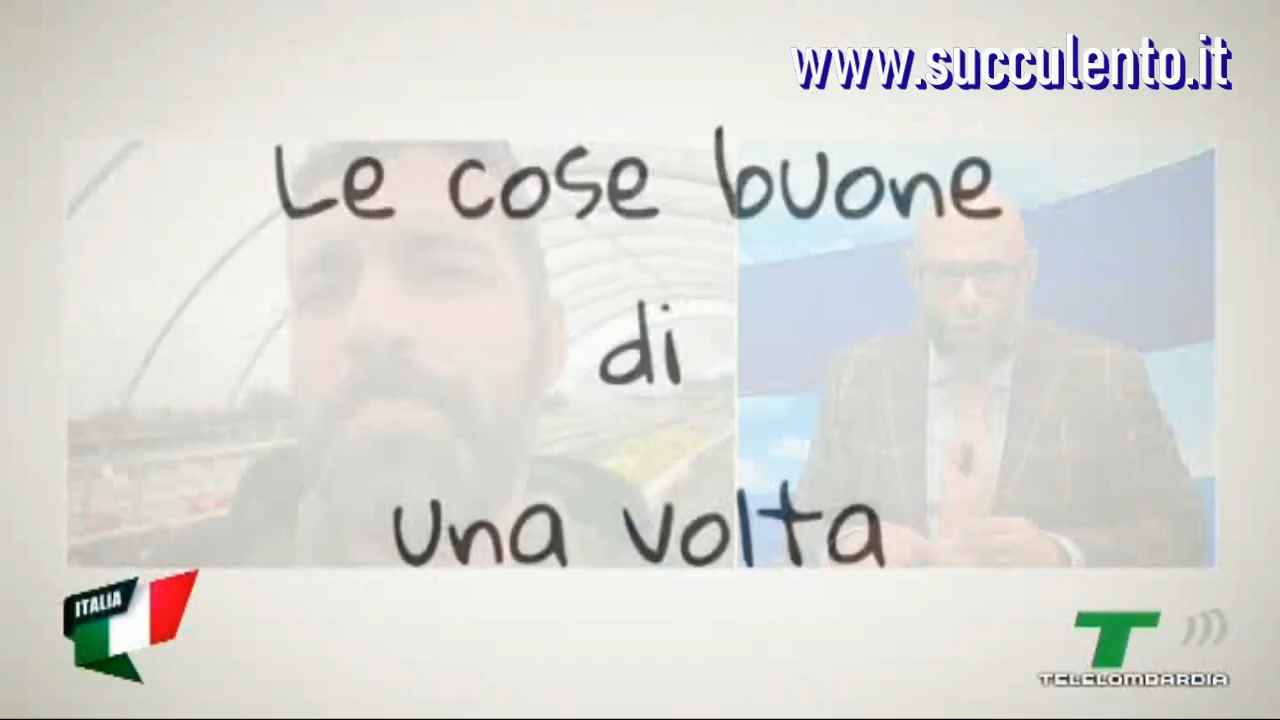 www.succulento.it
Le cose buone
di
una volta
ITALIA
T
TELELOMBARDIA